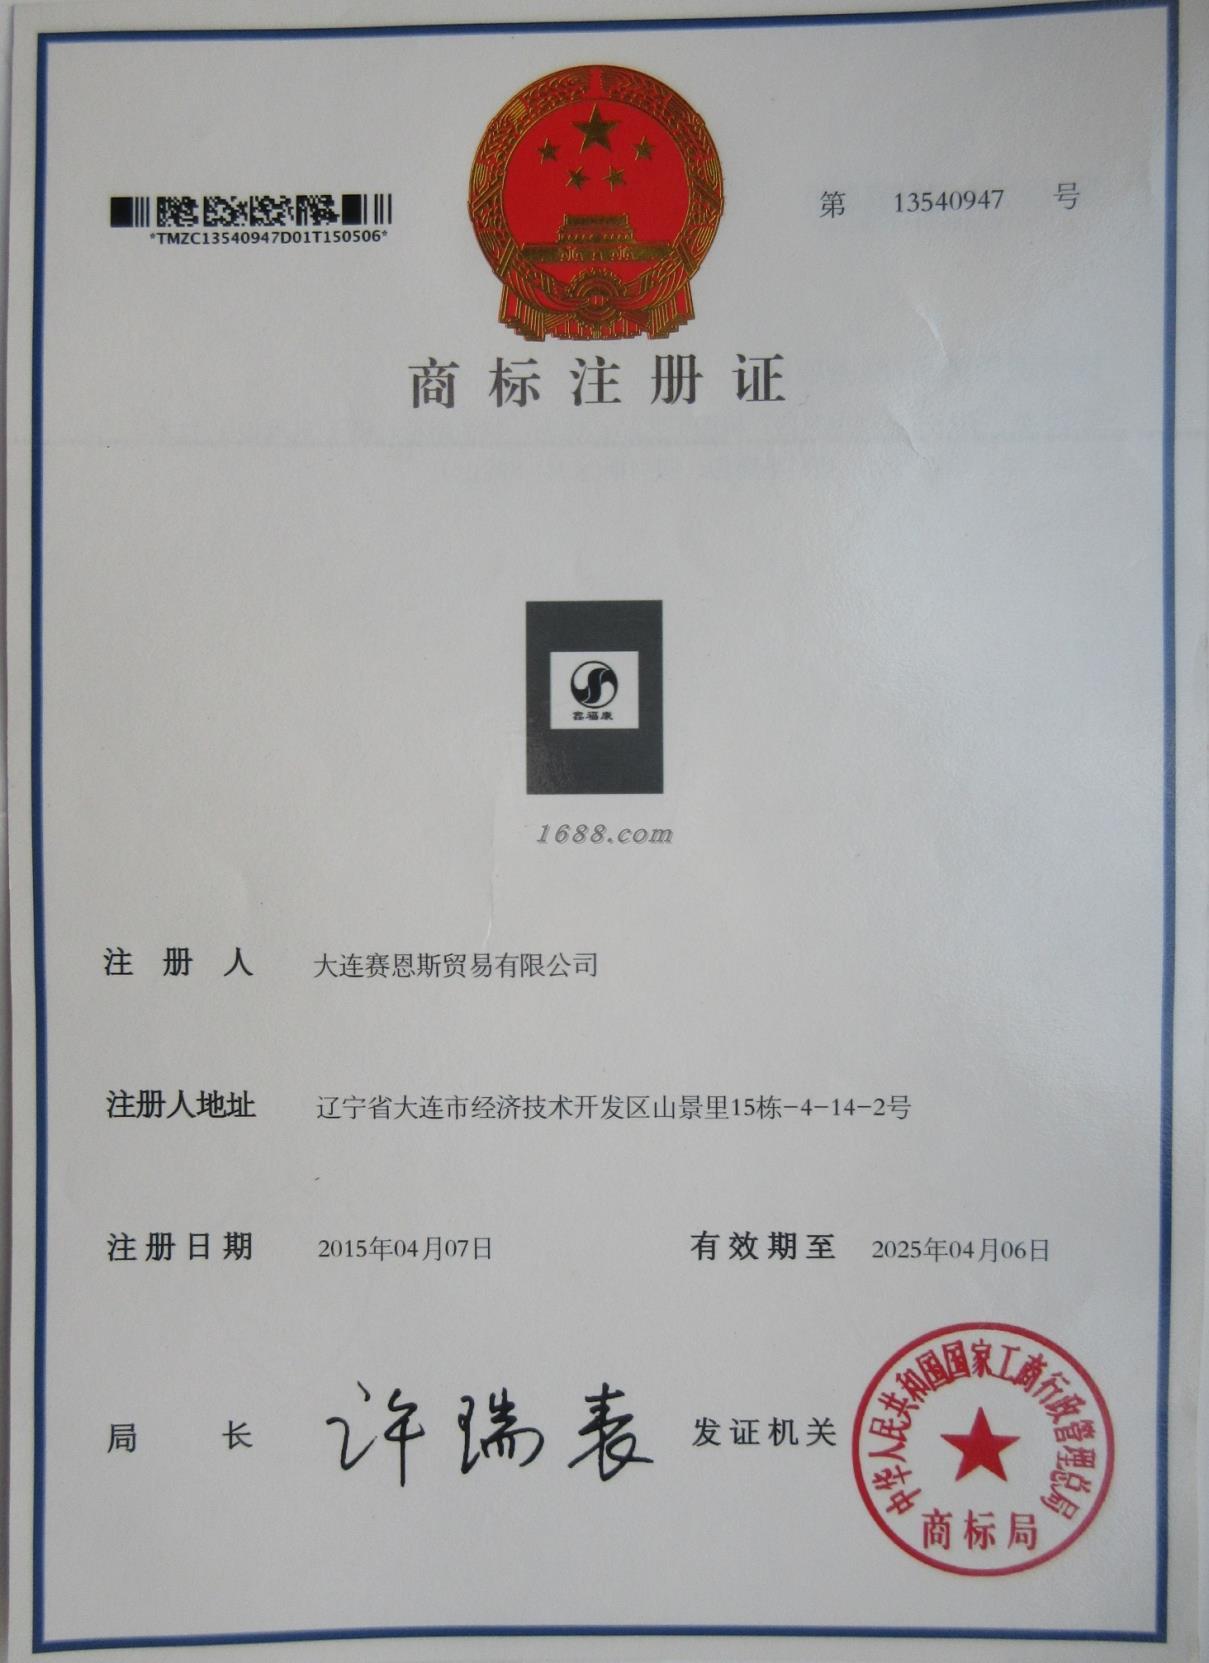 第 13540947 号
*TMZC13540947D01T150506*
商标注册证
鑫福康
1688.com
注册人 大连赛恩斯贸易有限公司
注册人地址 辽宁省大连市经济技术开发区山景里15栋-4-14-2号
注册日期 2015年04月07日 有效期至 2025年04月06日
局长 许瑞表 发证机关
中华人民共和国国家工商行政管理总局
商标局